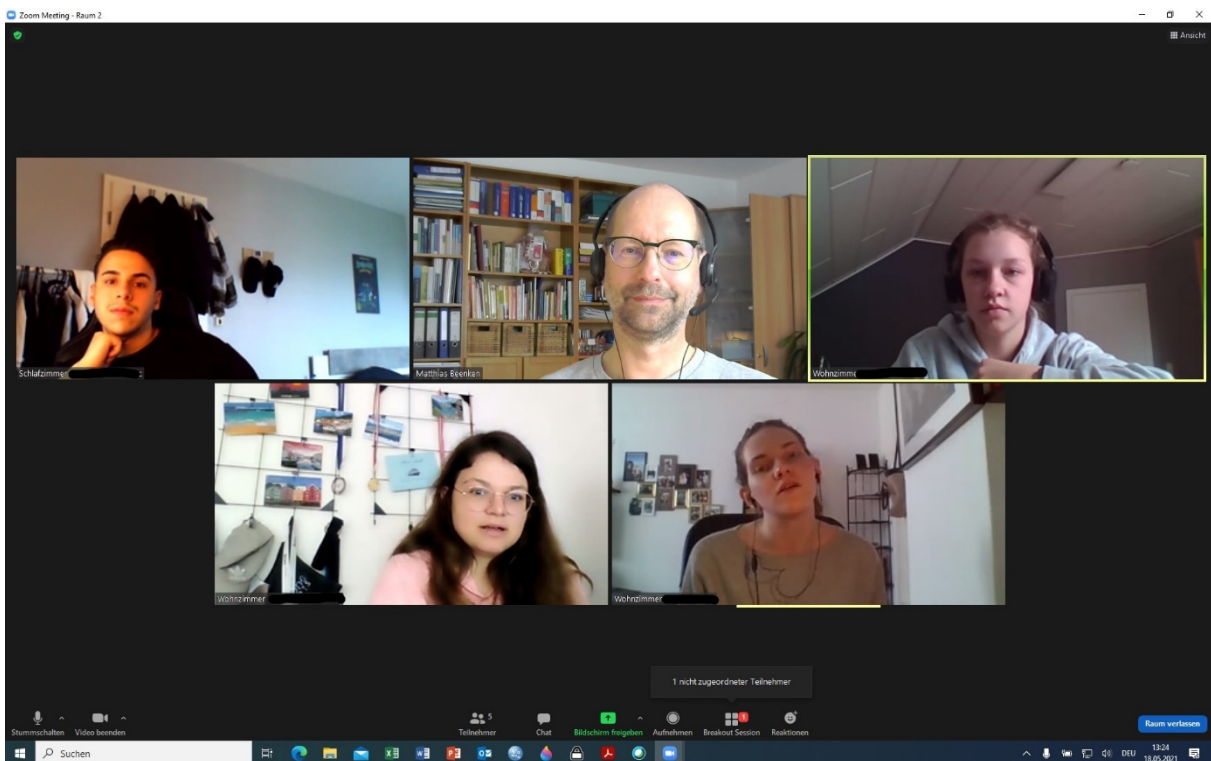 Zoom Meeting - Raum 2
Ansicht
Schlafzimmer
Matthias Beenken
Wohnzimme
Wohnzimmer
Wohnzimmer
1 nicht zugeordneter Teilnehmer
5
1
Stummschalten
Video beenden
Teilnehmer
Chat
Bildschirm freigeben
Aufnehmen
Breakout Session
Reaktionen
Raum verlassen
Suchen
DEU
13:24
18.05.2021